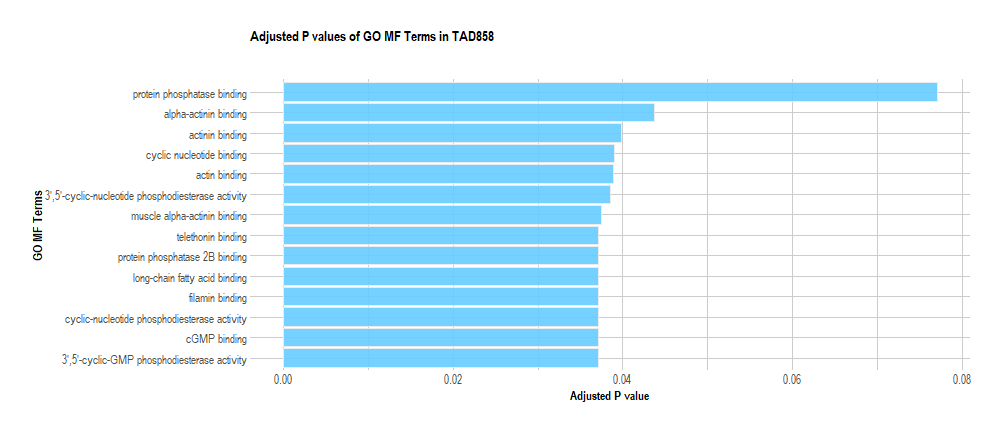 Adjusted P values of GO MF Terms in TAD858
GO MF Terms
protein phosphatase binding
alpha-actinin binding
actinin binding
cyclic nucleotide binding
actin binding
3',5'-cyclic-nucleotide phosphodiesterase activity
muscle alpha-actinin binding
telethonin binding
protein phosphatase 2B binding
long-chain fatty acid binding
filamin binding
cyclic-nucleotide phosphodiesterase activity
cGMP binding
3',5'-cyclic-GMP phosphodiesterase activity
0.00 0.02 0.04 0.06 0.08
Adjusted P value